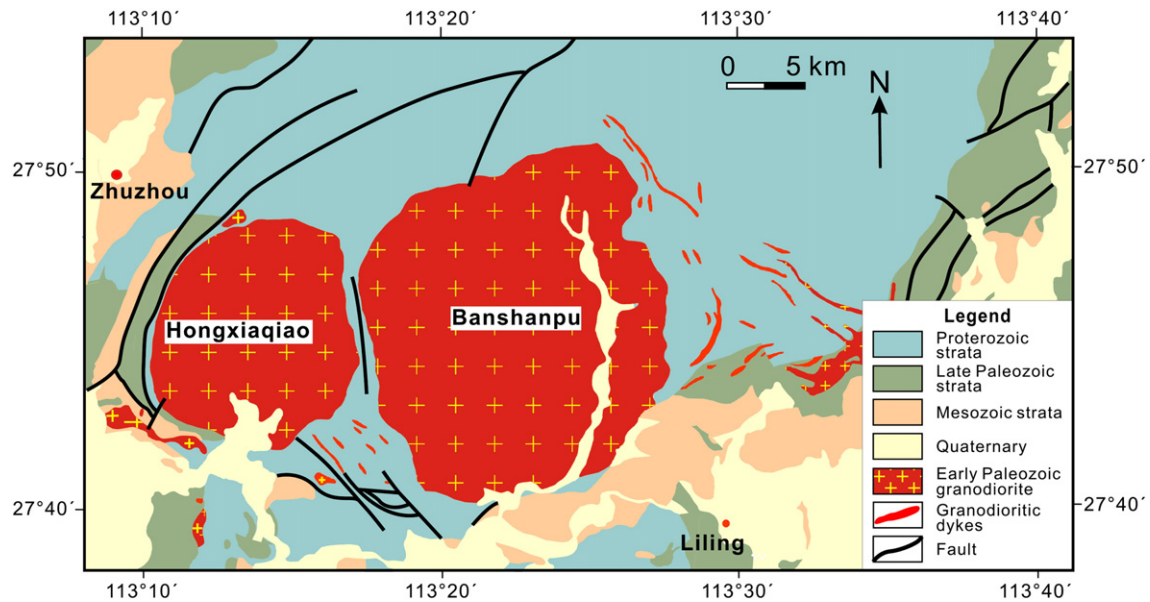 113°10´
113°20´
113°30´
113°40´
0 5 km
N
27°50´
27°50´
Zhuzhou
Hongxiaqiao
Banshanpu
Legend
Proterozoic
strata
Late Paleozoic
strata
Mesozoic strata
Quaternary
Early Paleozoic
granodiorite
Granodioritic
dykes
Fault
27°40´
27°40´
Liling
113°10´
113°20´
113°30´
113°40´